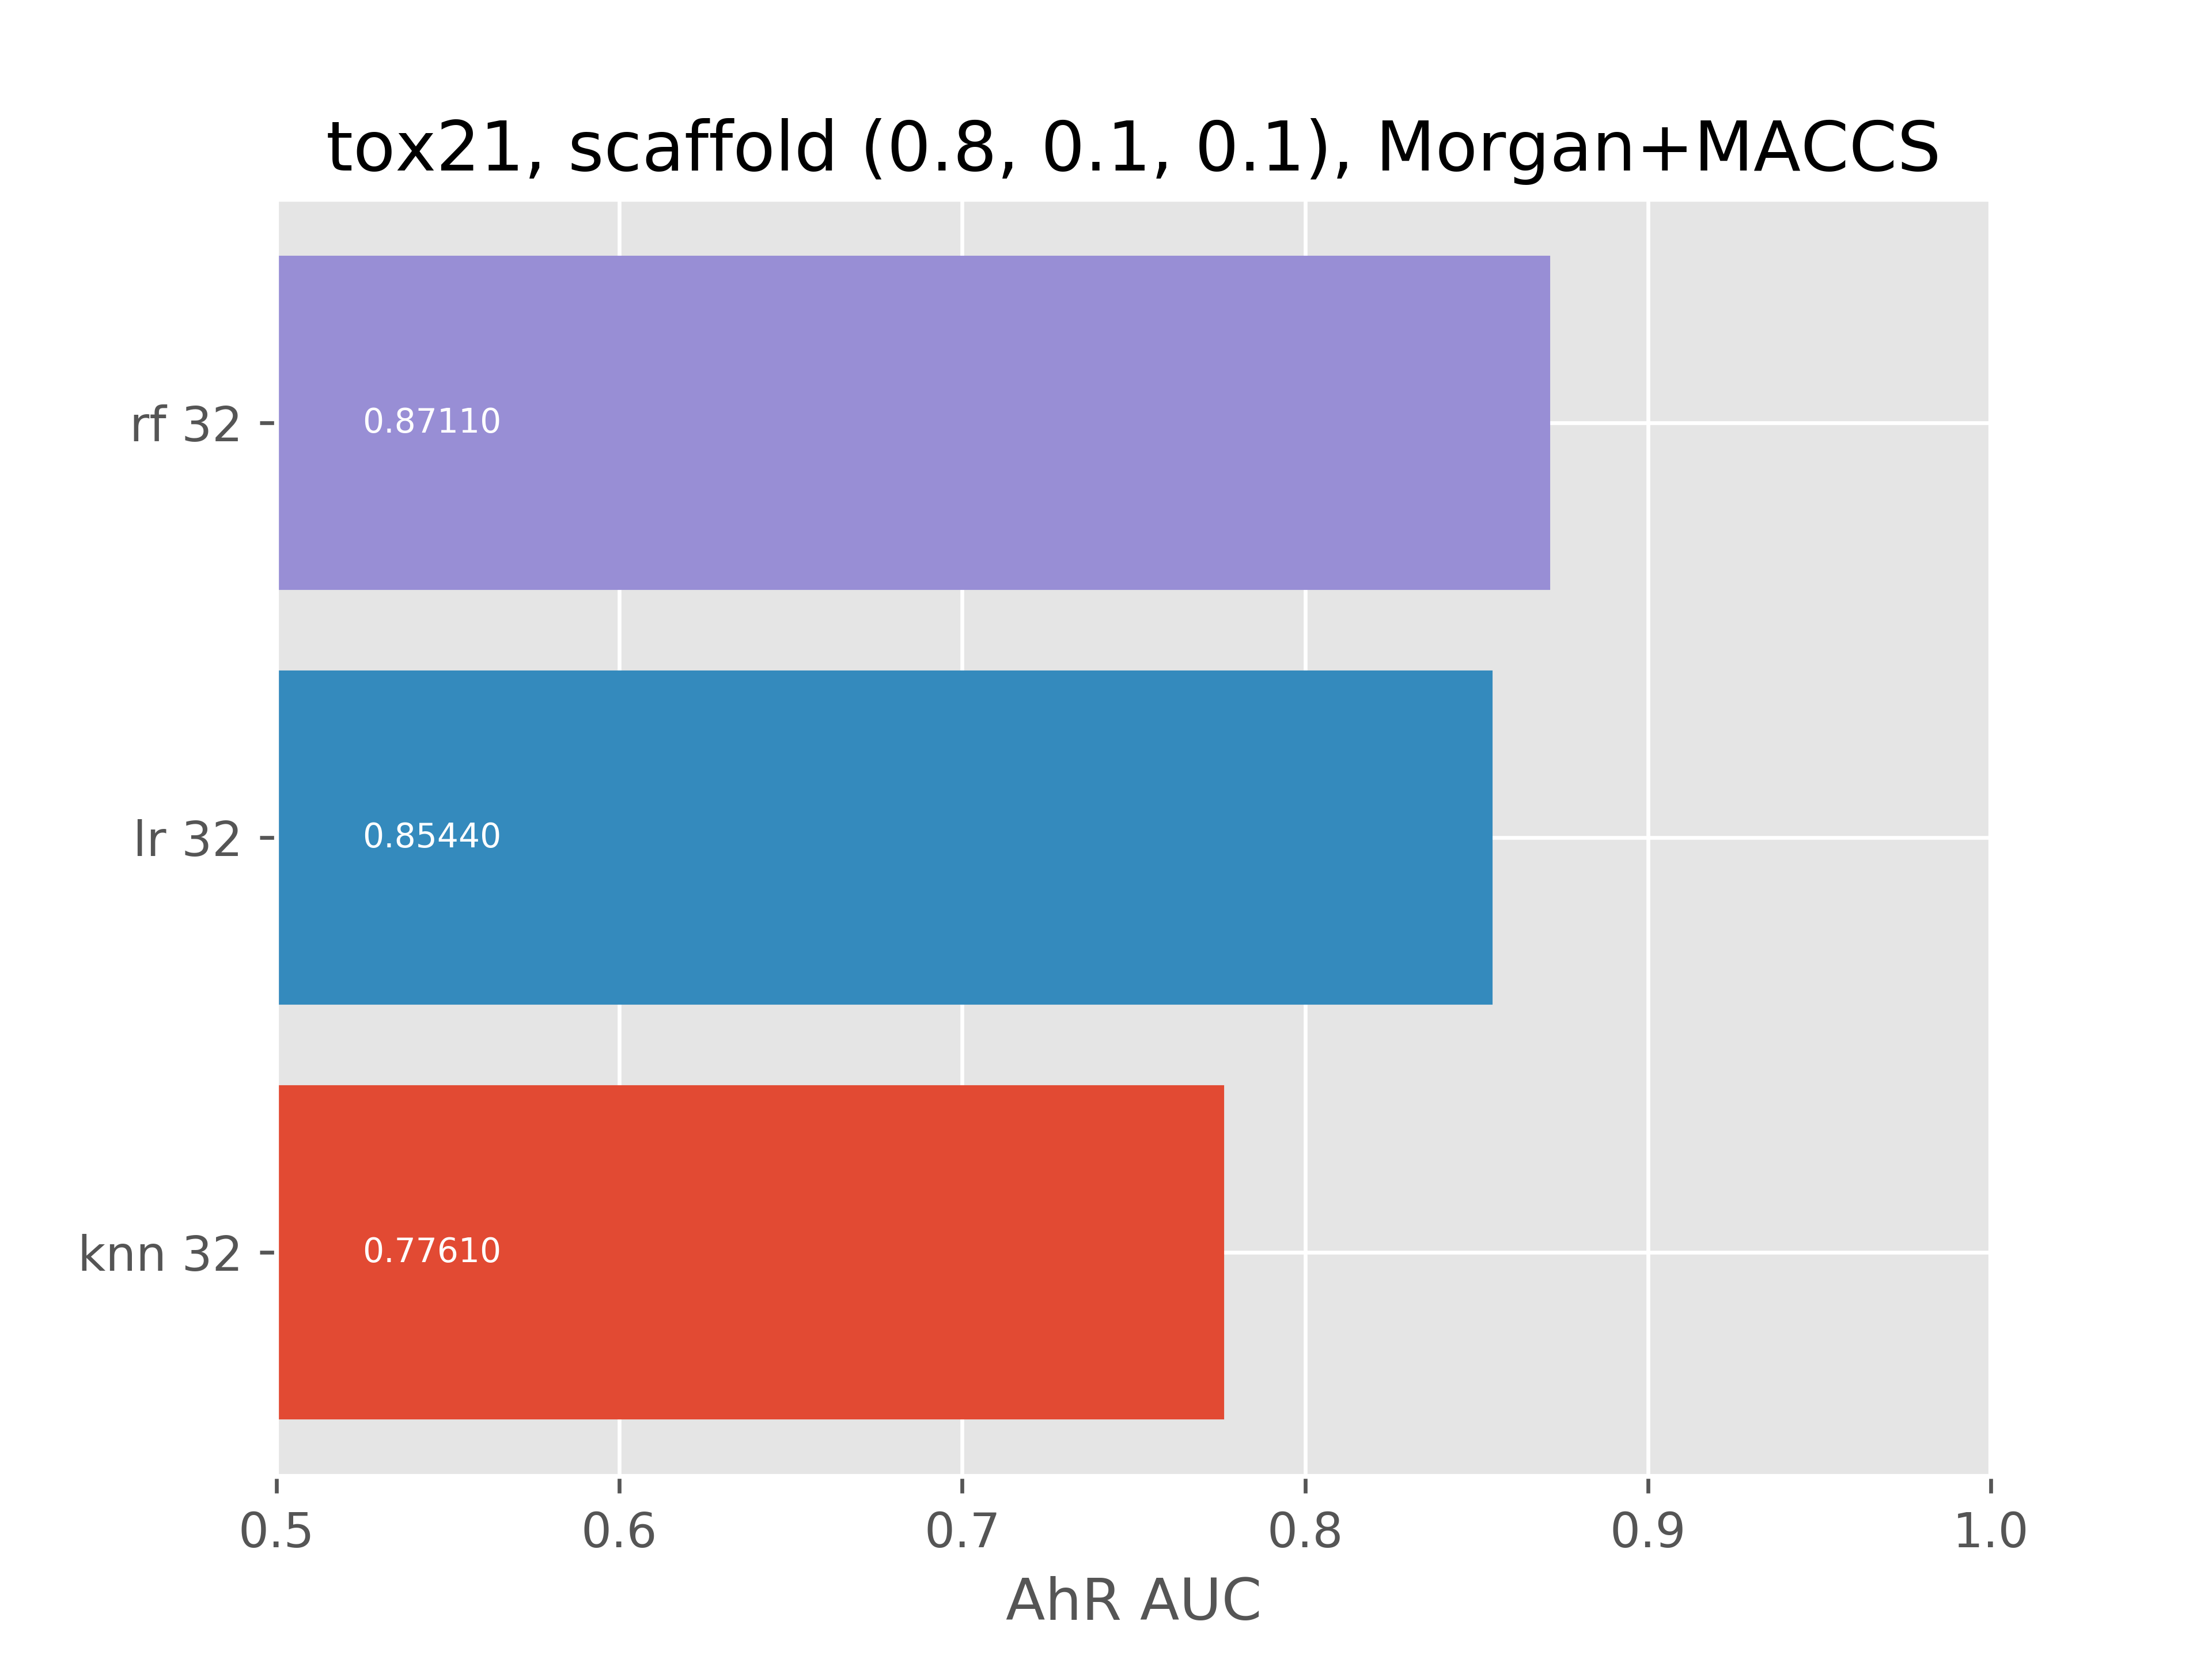 tox21, scaffold (0.8, 0.1, 0.1), Morgan+MACCS
rf 32
0.87110
lr 32
0.85440
knn 32
0.77610
0.5 0.6 0.7 0.8 0.9 1.0
AhR AUC